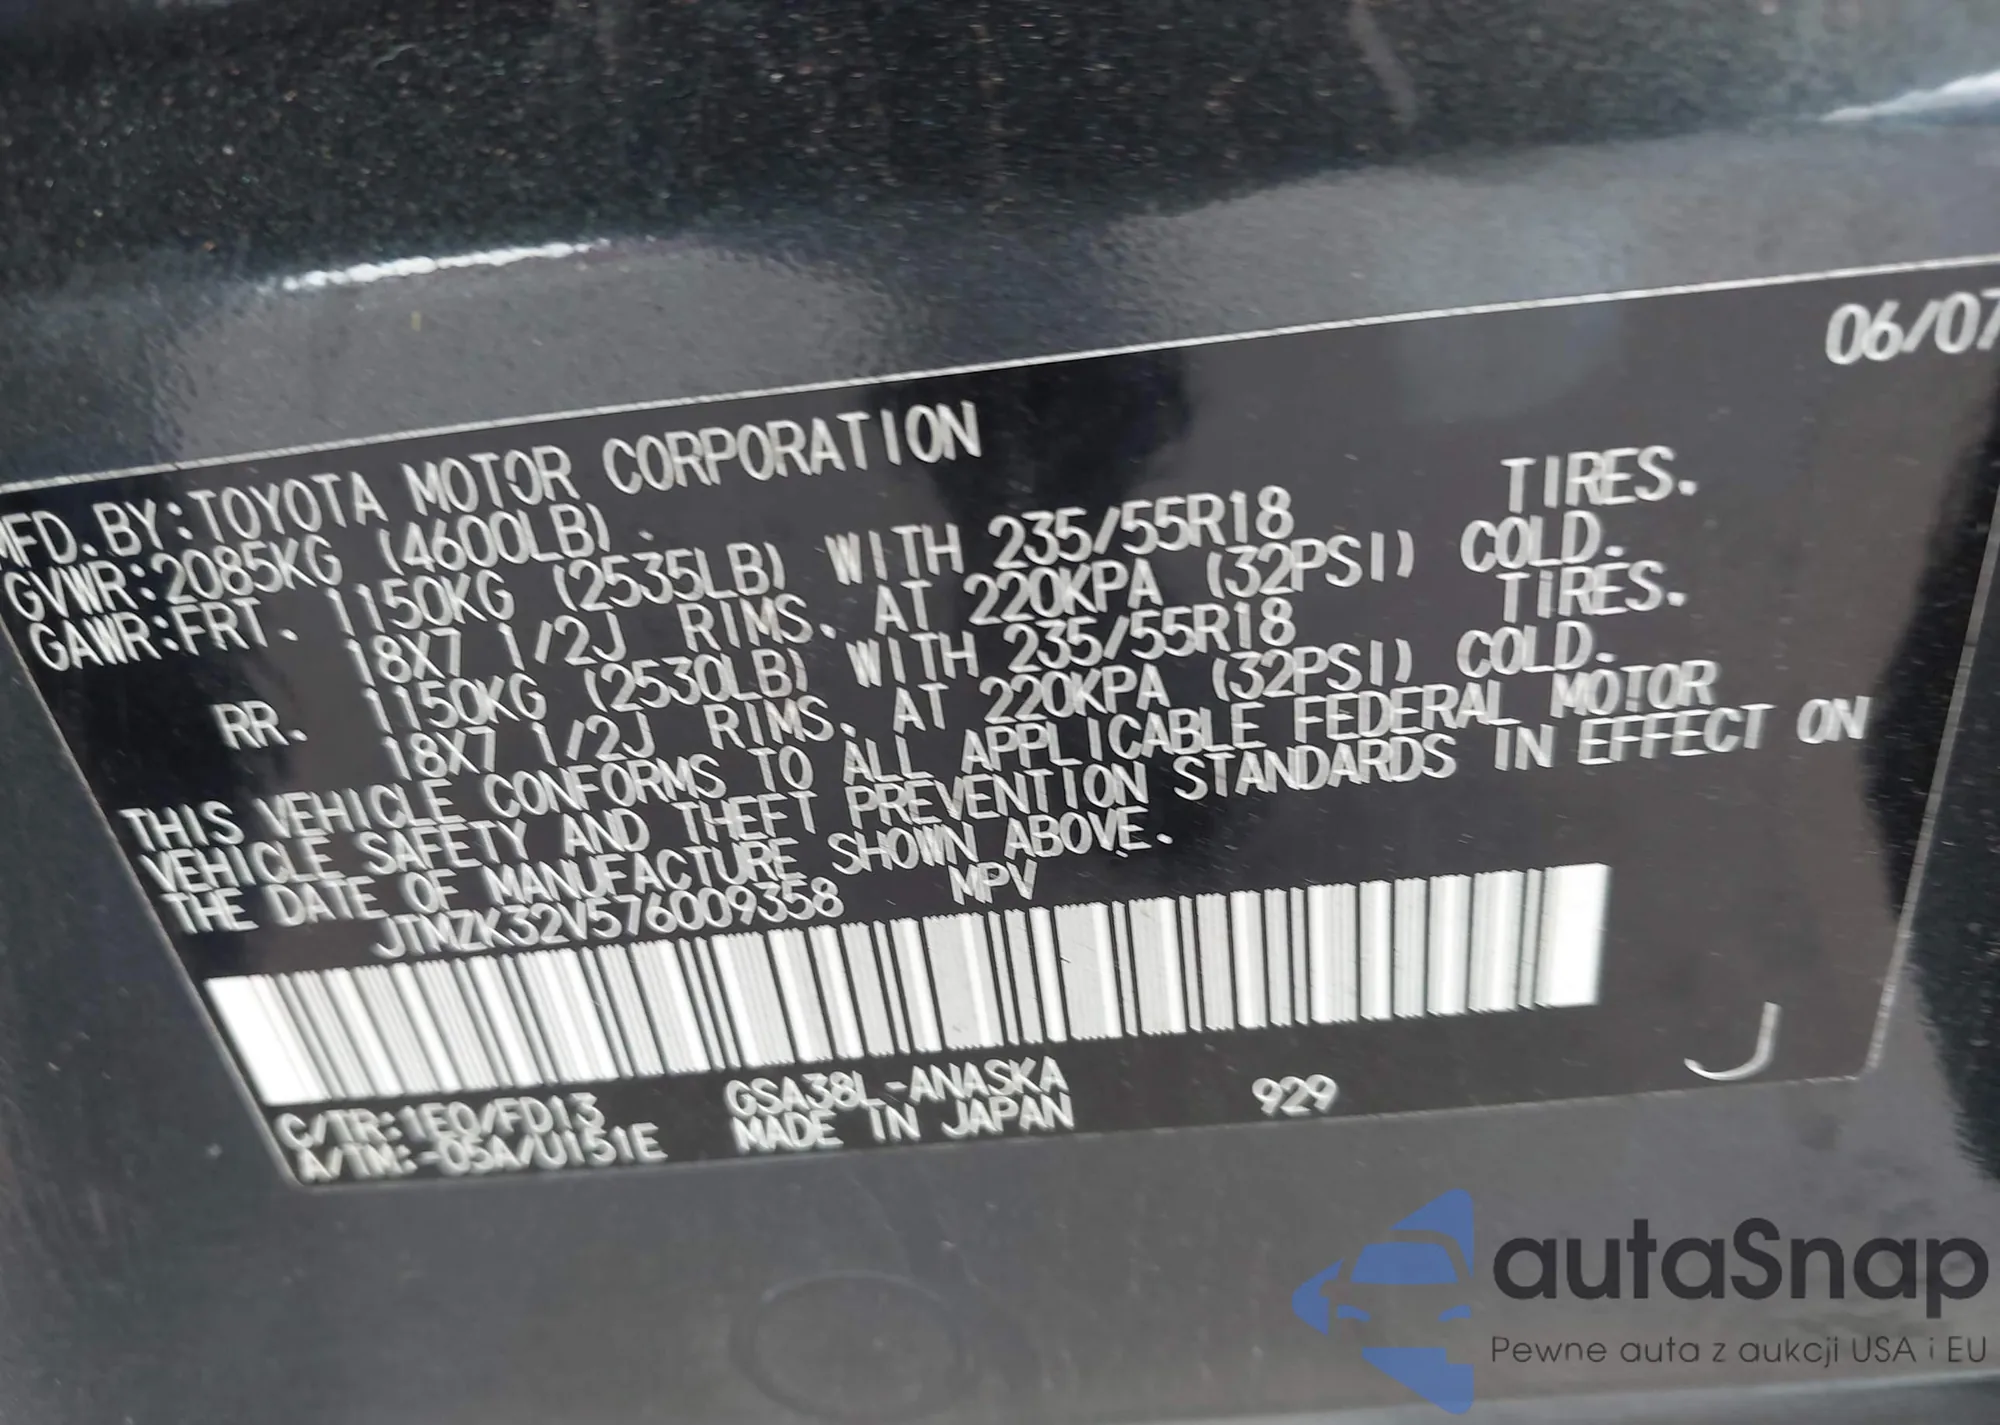 06/07
MFD. BY: TOYOTA MOTOR CORPORATION
GVWR: 2085KG (4600LB)
GAWR: FRT. 1150KG (2535LB) WITH 235/55R18 TIRES.
18X7 1/2J RIMS. AT 220KPA (32PSI) COLD.
RR. 1150KG (2530LB) WITH 235/55R18 TIRES.
18X7 1/2J RIMS. AT 220KPA (32PSI) COLD.
THIS VEHICLE CONFORMS TO ALL APPLICABLE FEDERAL MOTOR
VEHICLE SAFETY AND THEFT PREVENTION STANDARDS IN EFFECT ON
THE DATE OF MANUFACTURE SHOWN ABOVE.
JTMZK32V576009358 MPV
C/TR: 1E0/FD13 GSA38L-ANASKA 929 J
A/TM: -05A/U151E MADE IN JAPAN
autaSnap
Pewne auta z aukcji USA i EU